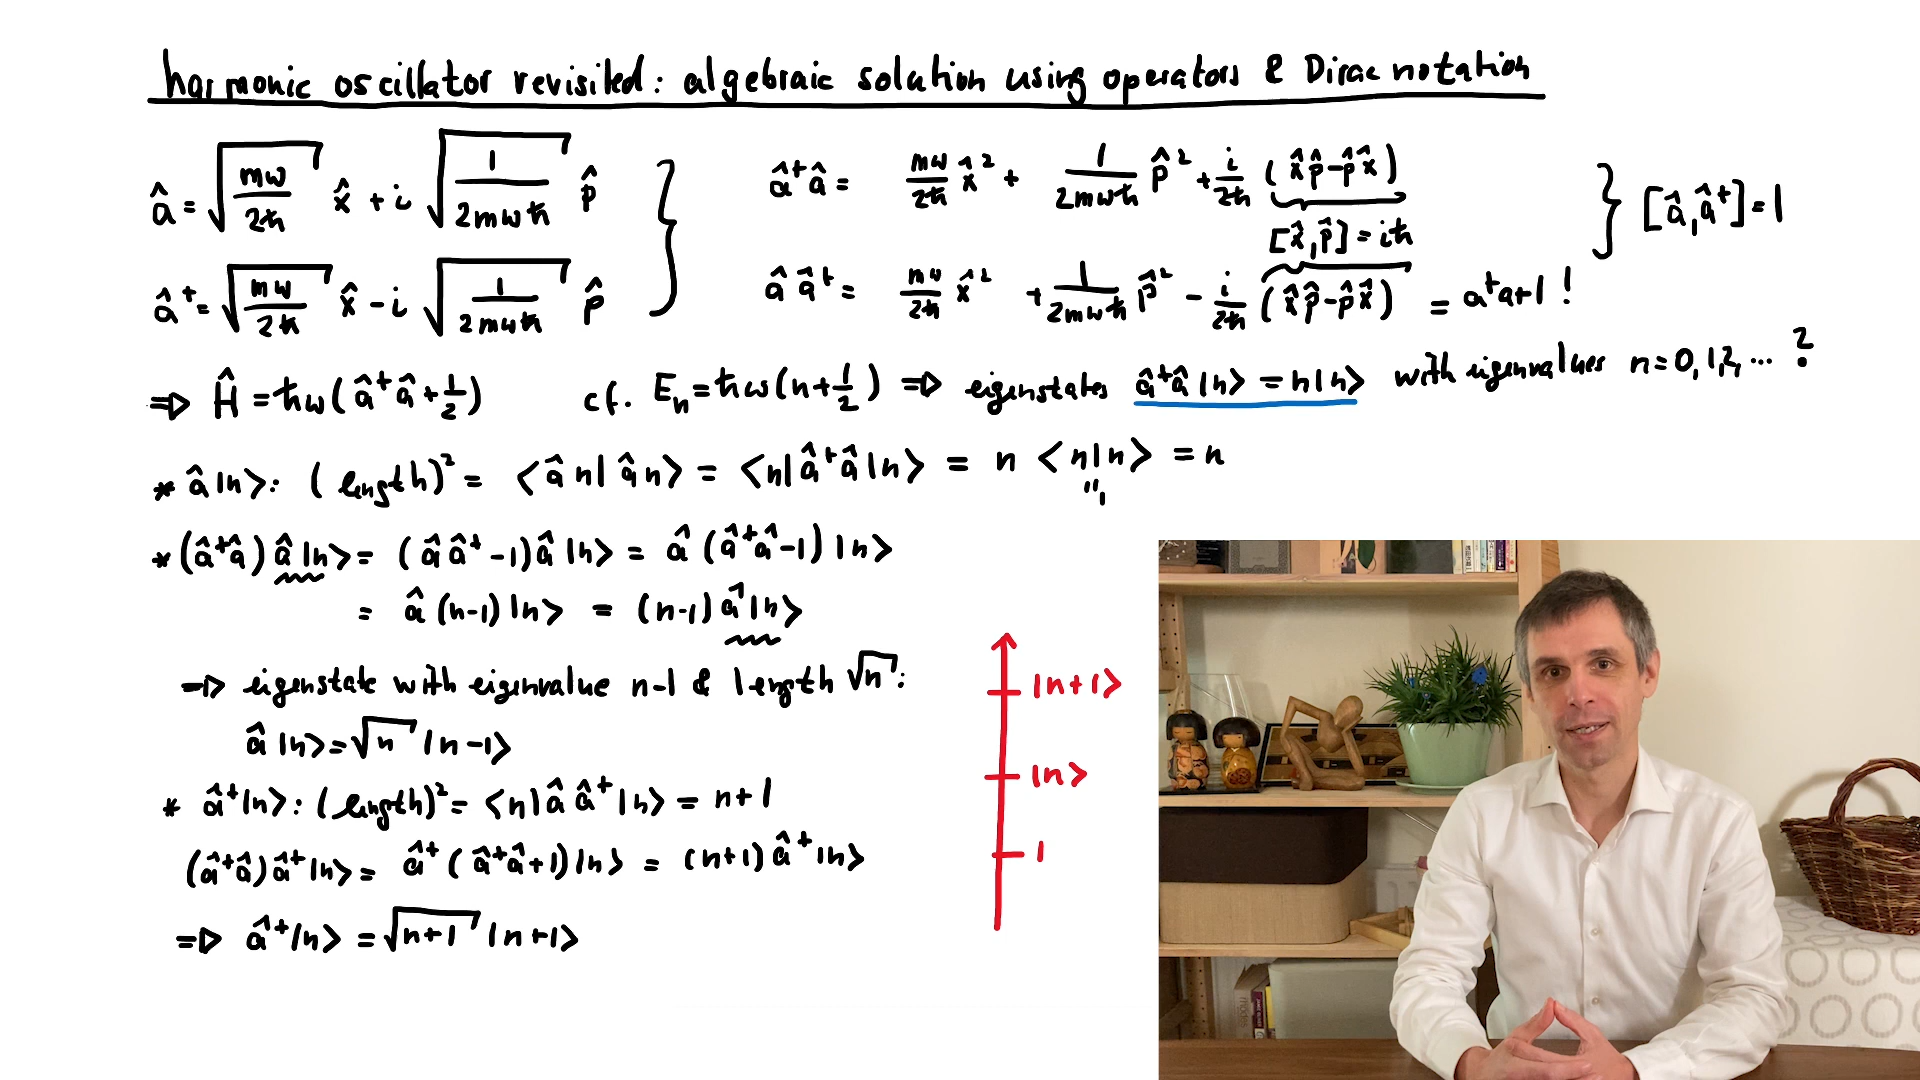 harmonic oscillator revisited: algebraic solution using operators & Dirac notation
â = √(mω/2ħ) x̂ + i √(1/2mωħ) p̂
â⁺ = √(mω/2ħ) x̂ - i √(1/2mωħ) p̂
â⁺â = mω/2ħ x̂² + 1/2mωħ p̂² + i/2ħ (x̂p̂-p̂x̂)
[x̂,p̂] = iħ
â â⁺ = mω/2ħ x̂² + 1/2mωħ p̂² - i/2ħ (x̂p̂-p̂x̂) = a⁺a+1 !
} [â,â⁺]=1
⇒ Ĥ = ħω(â⁺â+1/2) cf. Eₙ=ħω(n+1/2) ⇒ eigenstates â⁺â|n> = n|n> with eigenvalues n=0,1,2,... ?
* â|n>: (length)² = <ân|ân> = <n|â⁺â|n> = n <n|n> = n
"1
* (â⁺â) â|n> = (ââ⁺-1)â|n> = â(â⁺â-1)|n>
= â(n-1)|n> = (n-1) â|n>
→ eigenstate with eigenvalue n-1 & length √n:
â|n> = √n |n-1>
* â⁺|n>: (length)² = <n|ââ⁺|n> = n+1
(â⁺â)â⁺|n> = â⁺(â⁺â+1)|n> = (n+1)â⁺|n>
⇒ â⁺|n> = √n+1 |n+1>
|n+1>
|n>
1